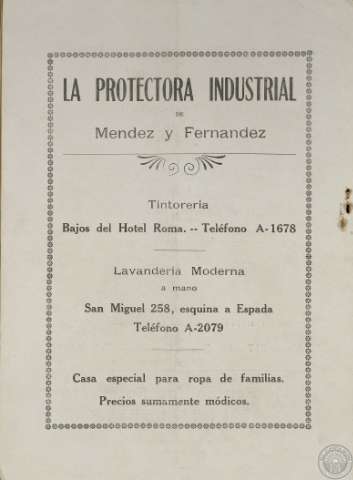 LA PROTECTORA INDUSTRIAL
DE
Mendez y Fernandez
Tintorería
Bajos del Hotel Roma. -- Teléfono A-1678
Lavandería Moderna
a mano
San Miguel 258, esquina a Espada
Teléfono A-2079
Casa especial para ropa de familias.
Precios sumamente módicos.